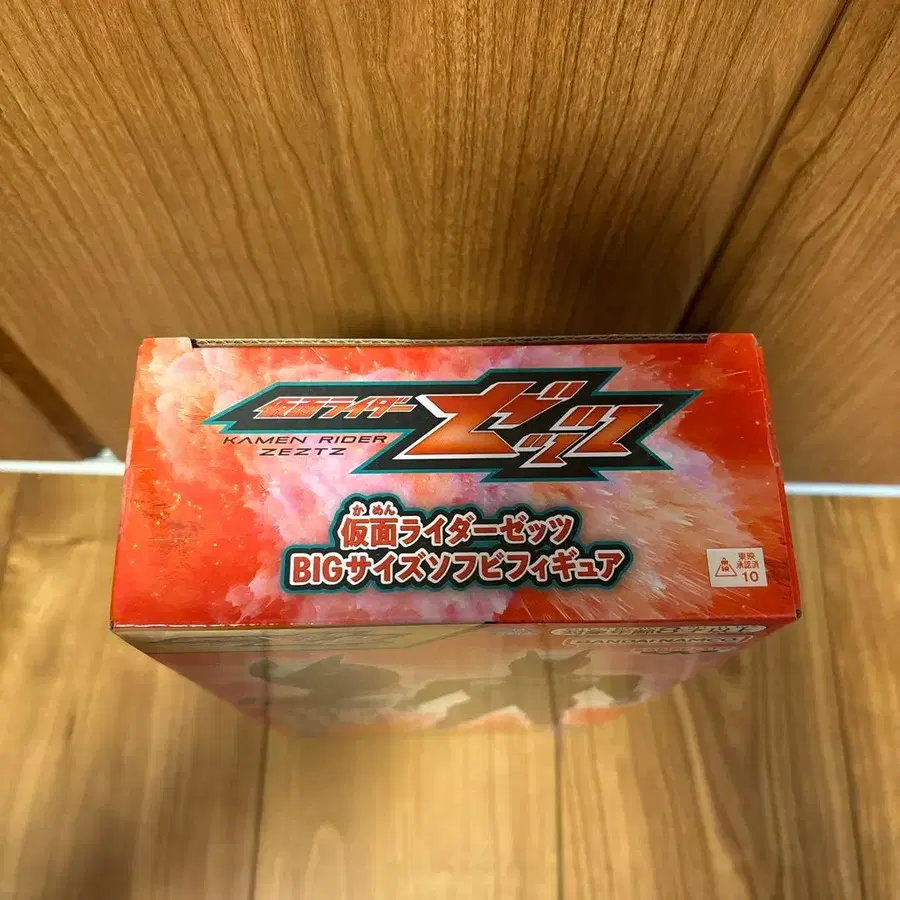 仮面ライダー
ゼッツ
KAMEN RIDER
ZEZTZ
かめん
仮面ライダーゼッツ
BIGサイズソフビフィギュア
東映
承認済
10
BANDAI NAMCO